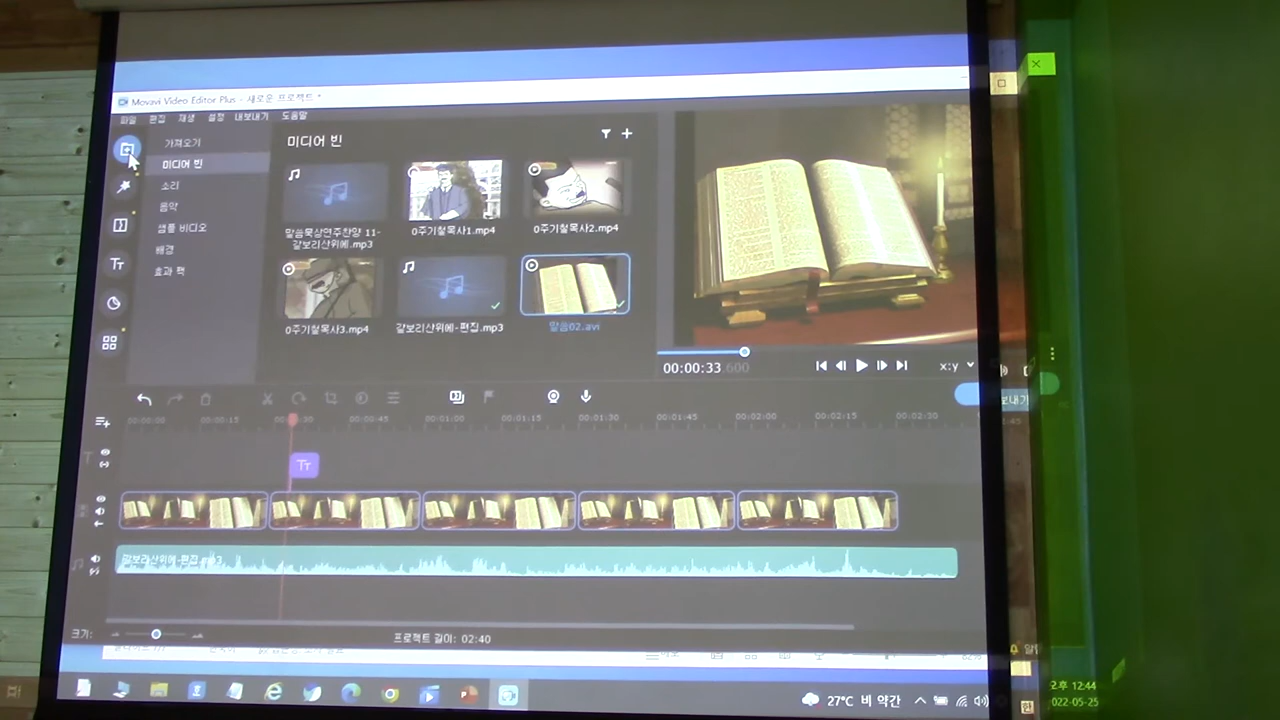 Movavi Video Editor Plus - 새로운 프로젝트 *
파일 편집 재생 설정 내보내기 도움말
가져오기
미디어 빈
소리
음악
샘플 비디오
배경
효과 팩
미디어 빈
말씀묵상연주찬양 11-
갈보리산위에.mp3
0주기철목사1.mp4
0주기철목사2.mp4
0주기철목사3.mp4
갈보리산위에-편집.mp3
말씀02.avi
00:00:33.600
x:y
보내기
00:00:00 00:00:15 00:00:45 00:01:00 00:01:15 00:01:30 00:01:45 00:02:00 00:02:15 00:02:30
Tт
갈보리산위에-편집.mp3
크기:
프로젝트 길이: 02:40
27°C 비 약간
오후 12:44
022-05-25